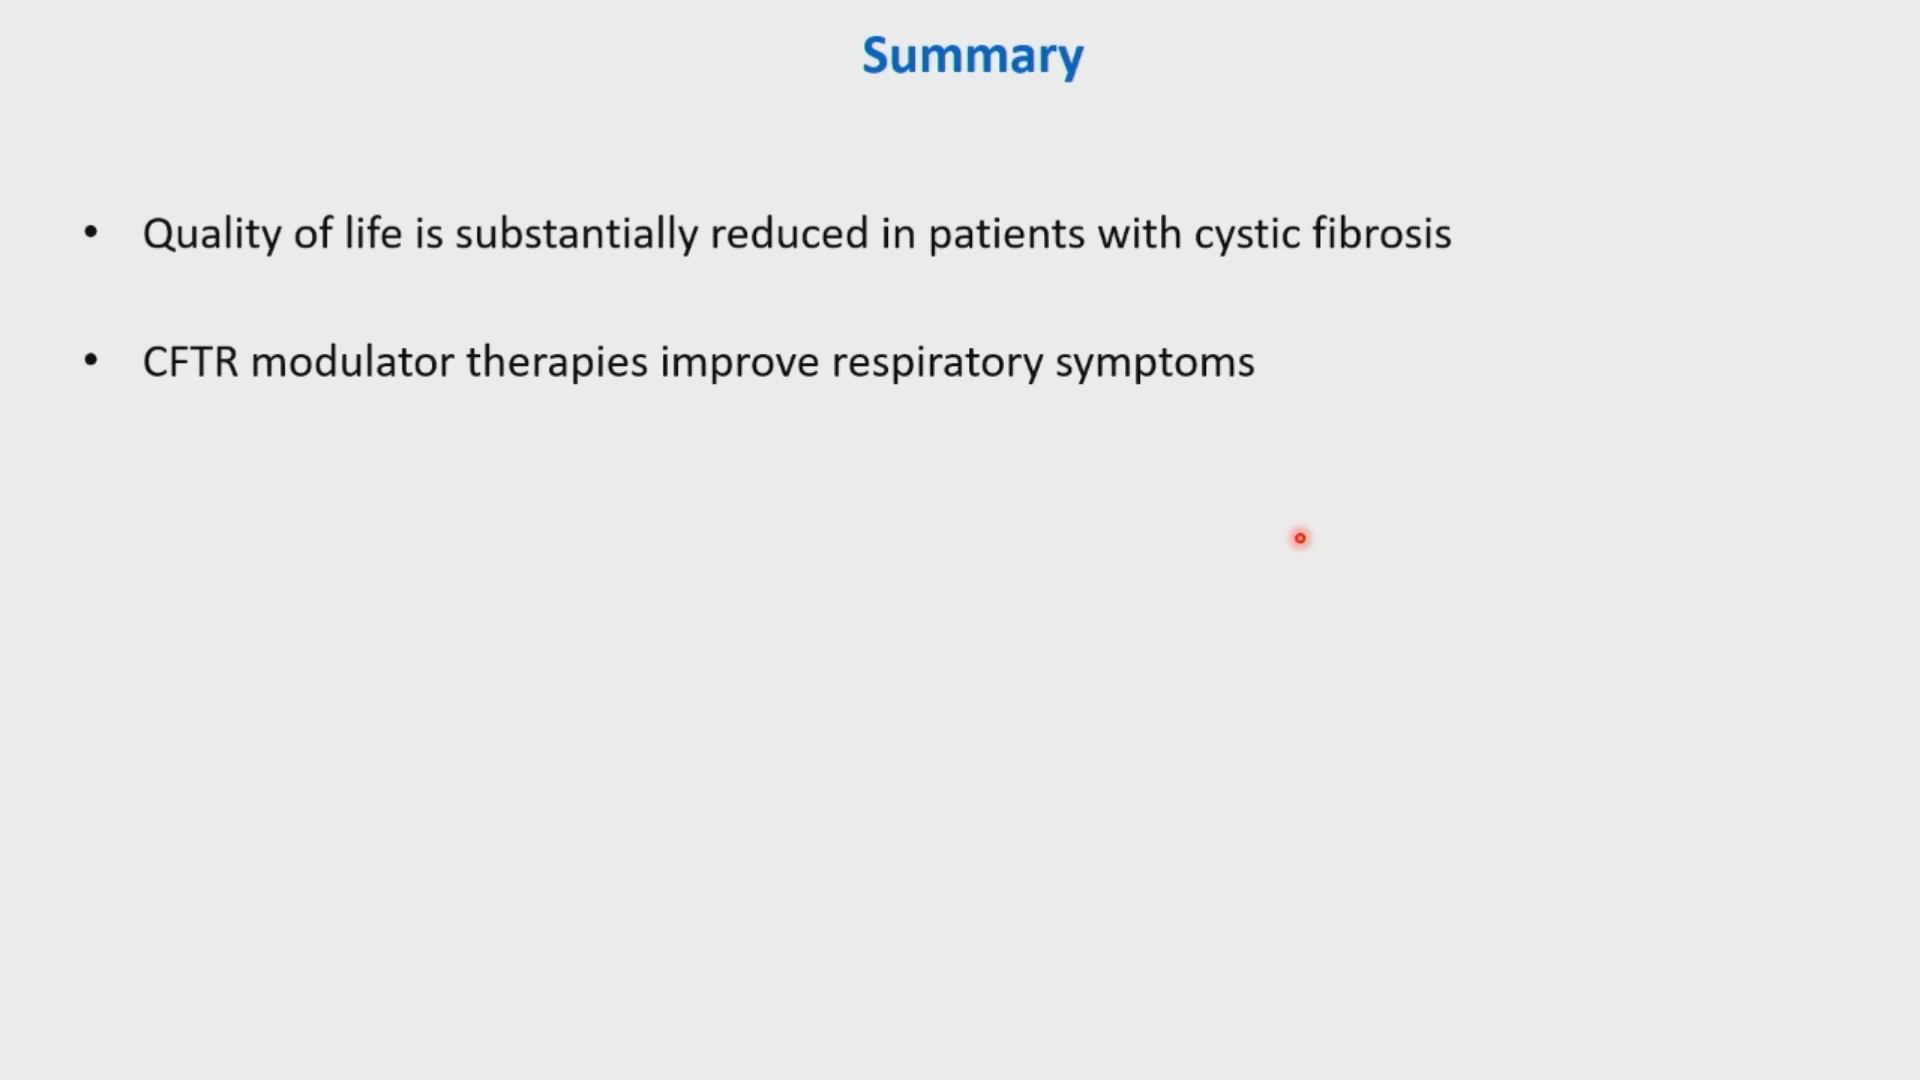 Summary
• Quality of life is substantially reduced in patients with cystic fibrosis
• CFTR modulator therapies improve respiratory symptoms